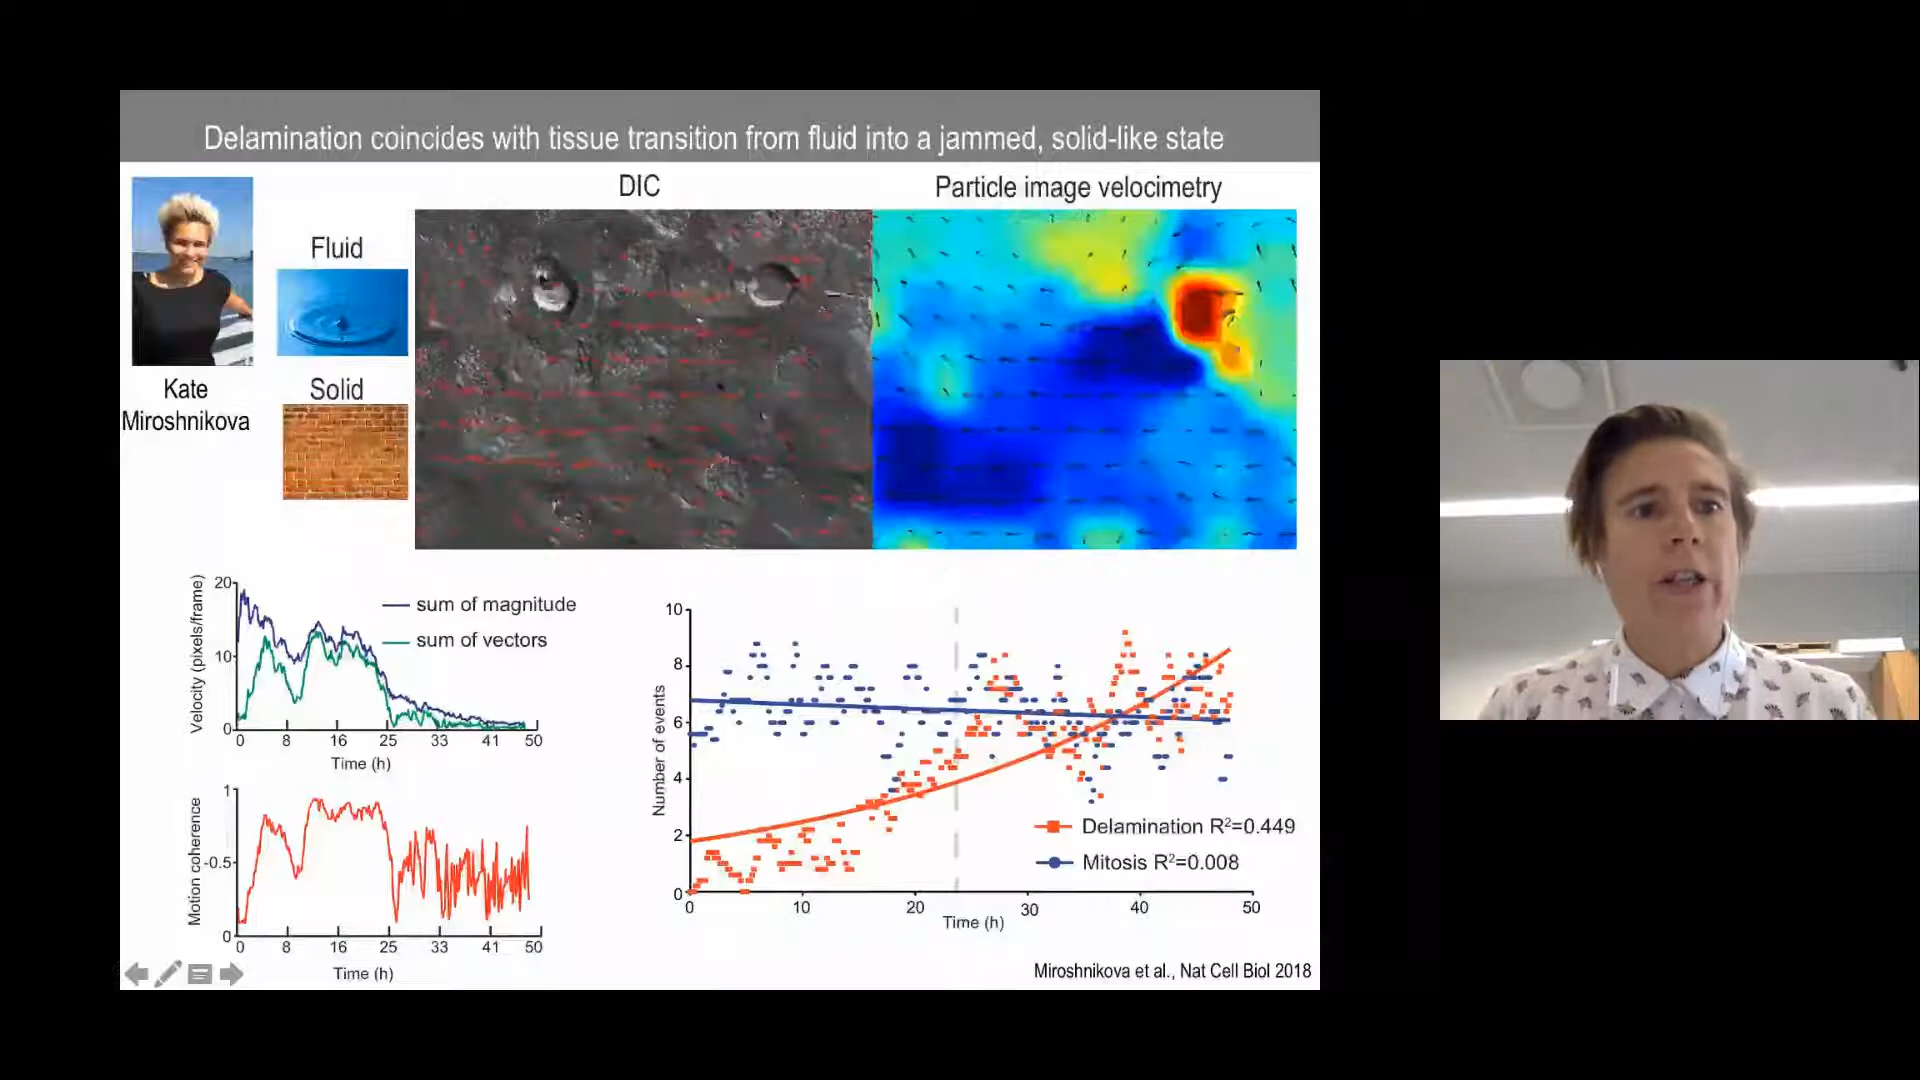 Delamination coincides with tissue transition from fluid into a jammed, solid-like state
DIC
Particle image velocimetry
Fluid
Solid
Kate
Miroshnikova
Velocity (pixels/frame)
20
10
0
sum of magnitude
sum of vectors
0 8 16 25 33 41 50
Time (h)
Motion coherence
1
-0.5
0
0 8 16 25 33 41 50
Time (h)
Number of events
10
8
6
4
2
0
Delamination R²=0.449
Mitosis R²=0.008
0 10 20 30 40 50
Time (h)
Miroshnikova et al., Nat Cell Biol 2018